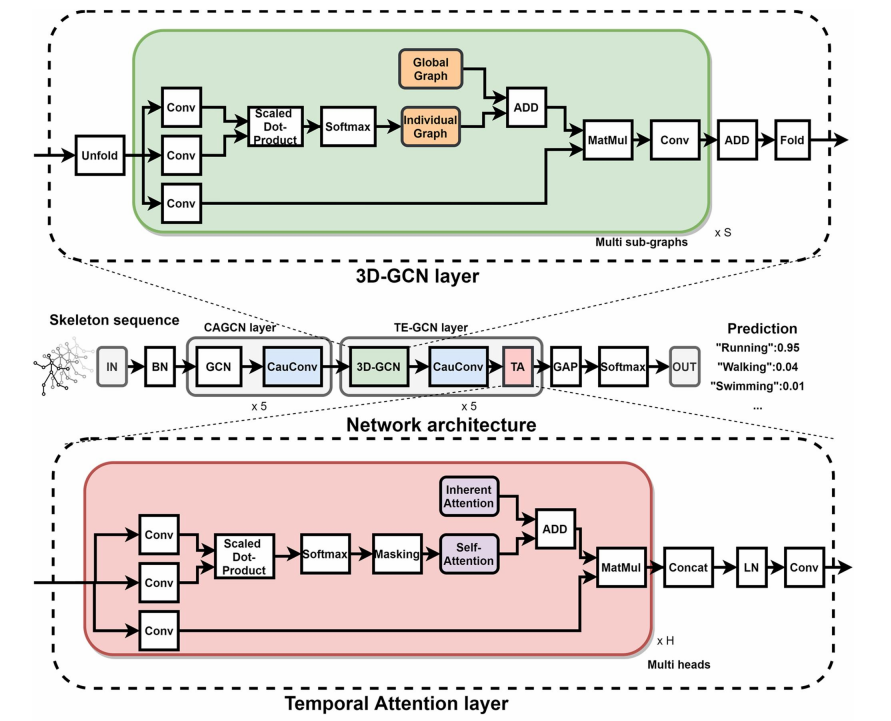 Global
Graph
Conv
Scaled
Dot-
Product
Softmax
Individual
Graph
ADD
Unfold
Conv
MatMul
Conv
ADD
Fold
Conv
Multi sub-graphs
x S
3D-GCN layer
Skeleton sequence
CAGCN layer
TE-GCN layer
Prediction
IN
BN
GCN
CauConv
3D-GCN
CauConv
TA
GAP
Softmax
OUT
"Running":0.95
"Walking":0.04
"Swimming":0.01
...
x 5
x 5
Network architecture
Inherent
Attention
Conv
Scaled
Dot-
Product
Softmax
Masking
Self-
Attention
ADD
Conv
MatMul
Concat
LN
Conv
Conv
x H
Multi heads
Temporal Attention layer